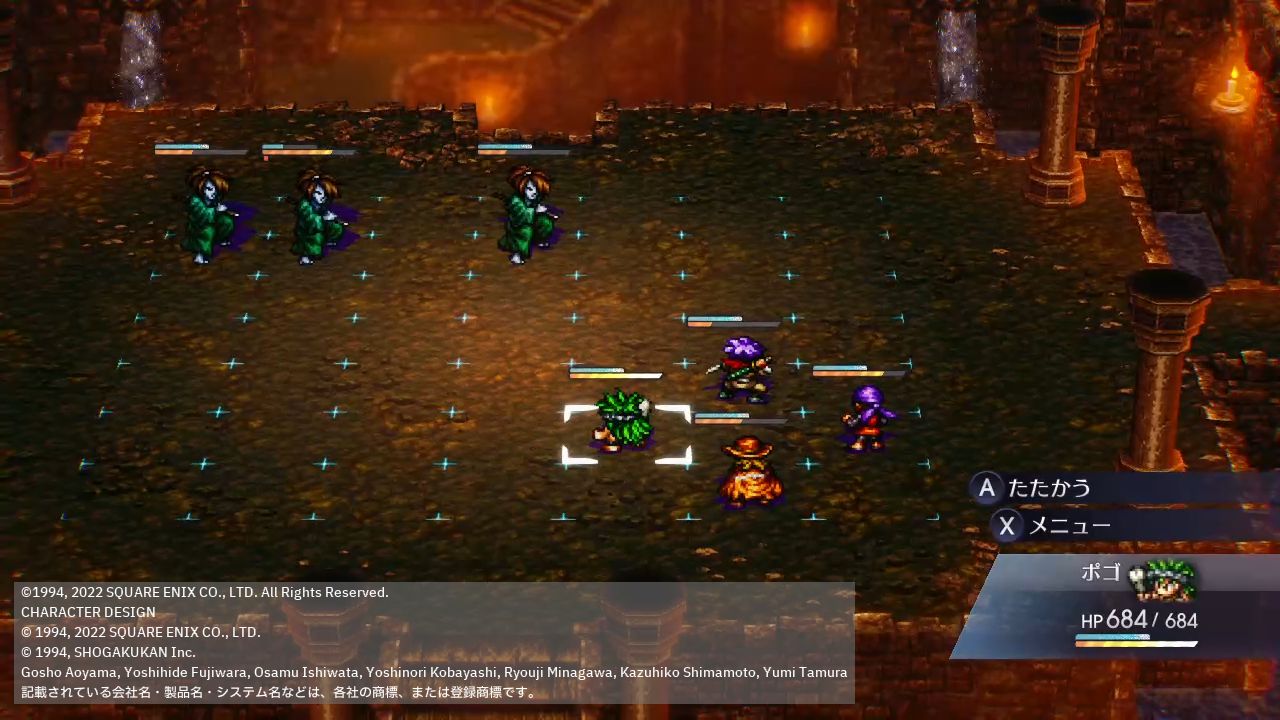 A たたかう
X メニュー
ポゴ
HP 684 / 684
©1994, 2022 SQUARE ENIX CO., LTD. All Rights Reserved.
CHARACTER DESIGN
© 1994, 2022 SQUARE ENIX CO., LTD.
© 1994, SHOGAKUKAN Inc.
Gosho Aoyama, Yoshihide Fujiwara, Osamu Ishiwata, Yoshinori Kobayashi, Ryouji Minagawa, Kazuhiko Shimamoto, Yumi Tamura
記載されている会社名・製品名・システム名などは、各社の商標、または登録商標です。